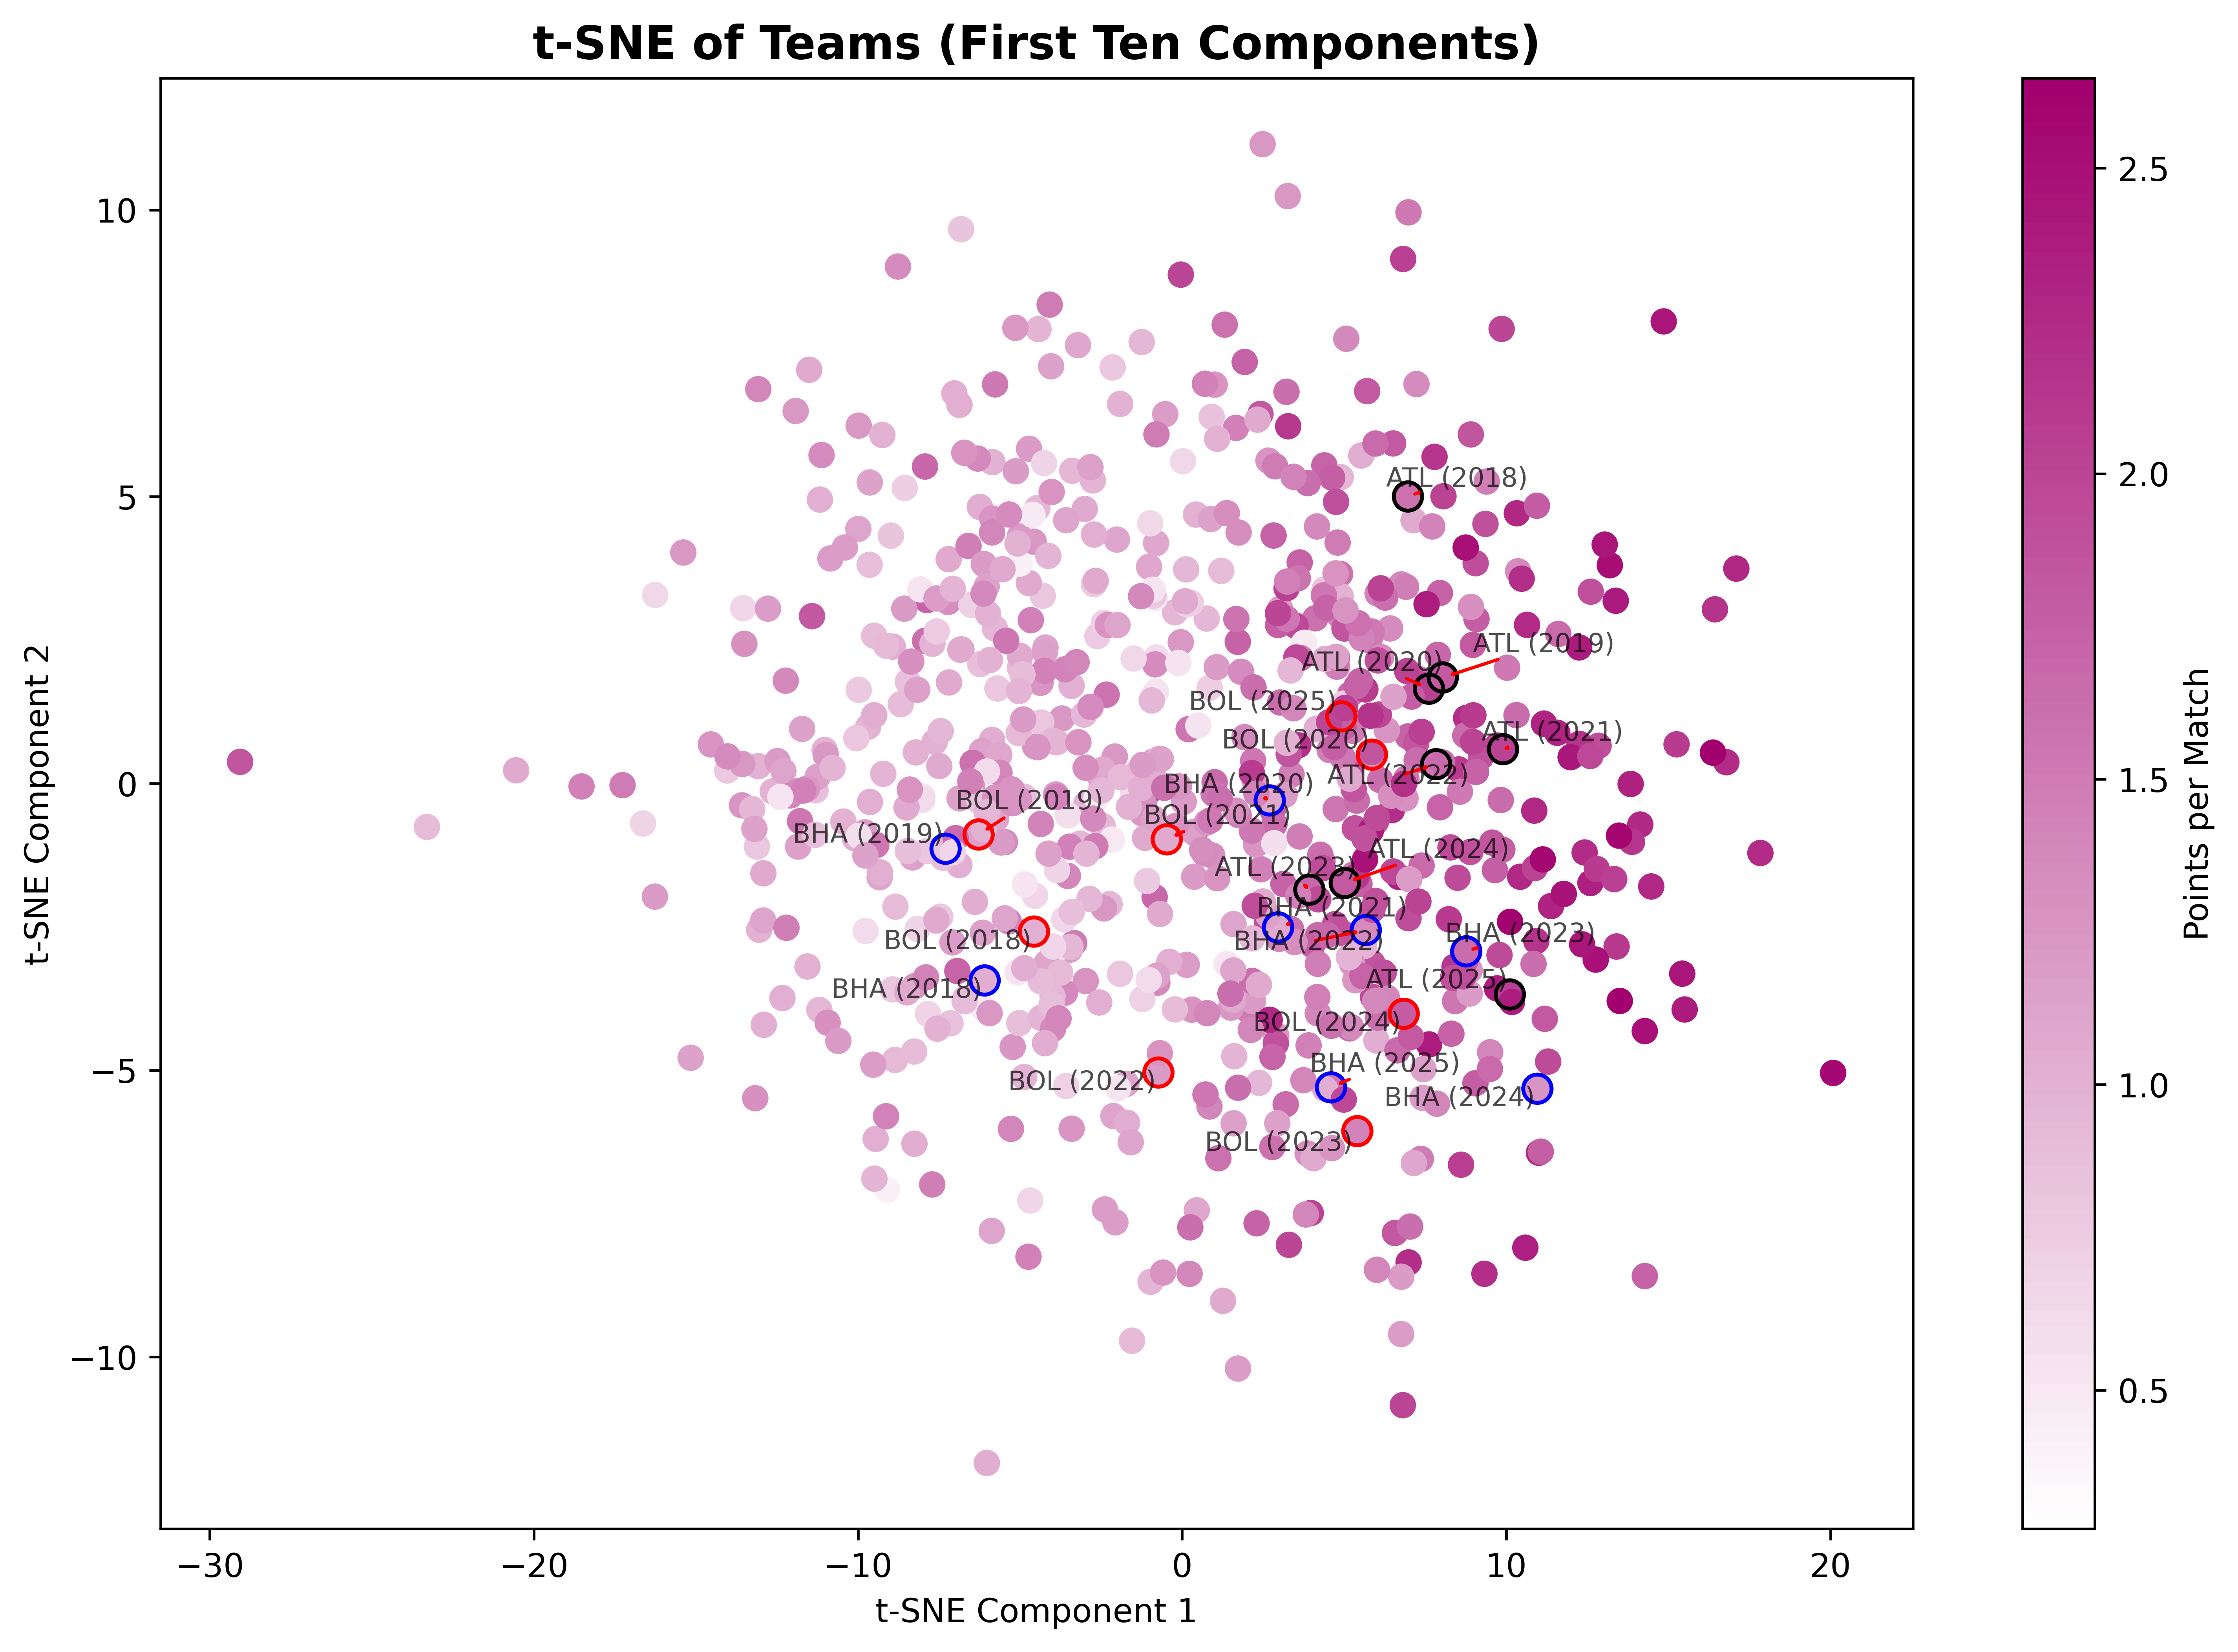 t-SNE of Teams (First Ten Components)
t-SNE Component 2
10
5
0
−5
−10
ATL (2018)
ATL (2019)
ATL (2020)
BOL (2025)
BOL (2020)
ATL (2021)
ATL (2022)
BHA (2020)
BOL (2019)
BOL (2021)
BHA (2019)
ATL (2024)
ATL (2023)
BHA (2021)
BHA (2022)
BHA (2023)
BOL (2018)
BHA (2018)
ATL (2025)
BOL (2024)
BHA (2025)
BOL (2022)
BHA (2024)
BOL (2023)
−30
−20
−10
0
10
20
t-SNE Component 1
2.5
2.0
1.5
1.0
0.5
Points per Match